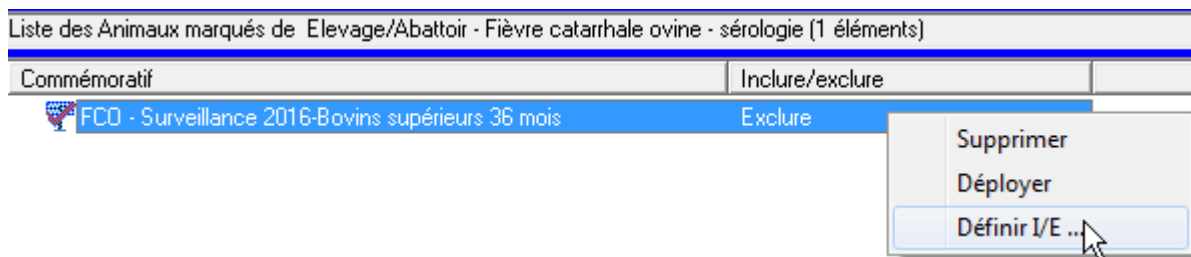 Liste des Animaux marqués de Elevage/Abattoir - Fièvre catarrhale ovine - sérologie (1 éléments)
Commémoratif Inclure/exclure
FCO - Surveillance 2016-Bovins supérieurs 36 mois Exclure
Supprimer
Déployer
Définir I/E ...